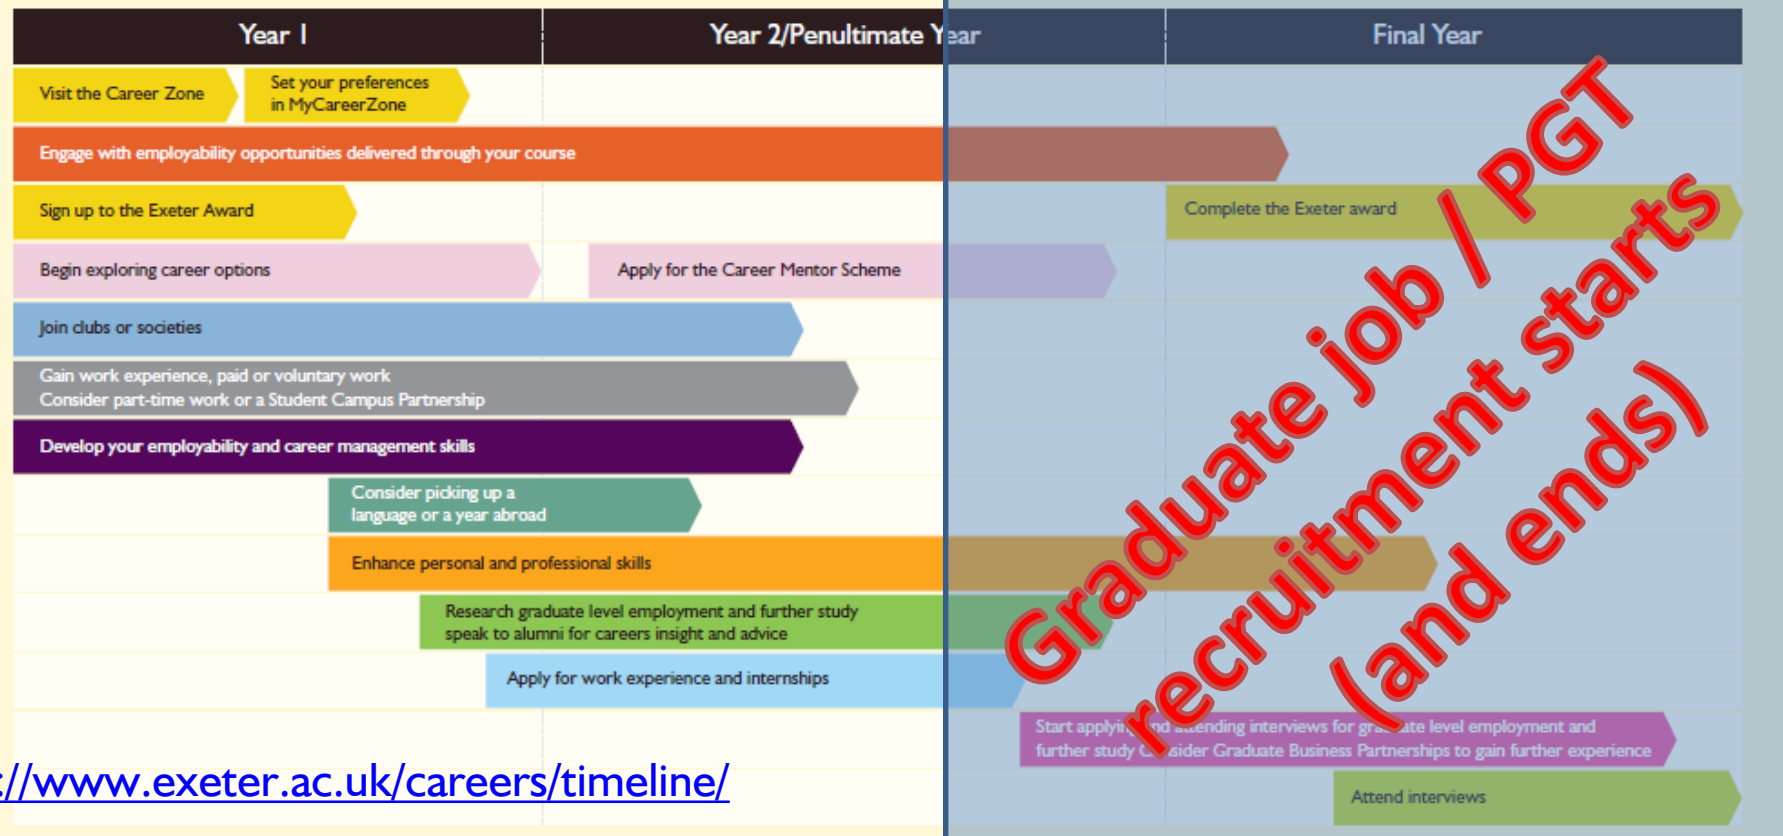 Year 1
Year 2/Penultimate Year
Final Year
Visit the Career Zone
Set your preferences
in MyCareerZone
Engage with employability opportunities delivered through your course
Sign up to the Exeter Award
Complete the Exeter award
Begin exploring career options
Apply for the Career Mentor Scheme
Join clubs or societies
Gain work experience, paid or voluntary work
Consider part-time work or a Student Campus Partnership
Develop your employability and career management skills
Consider picking up a
language or a year abroad
Enhance personal and professional skills
Research graduate level employment and further study
speak to alumni for careers insight and advice
Apply for work experience and internships
Start applying and attending interviews for graduate level employment and
further study Consider Graduate Business Partnerships to gain further experience
Attend interviews
Graduate job / PGT
recruitment starts
(and ends)
://www.exeter.ac.uk/careers/timeline/